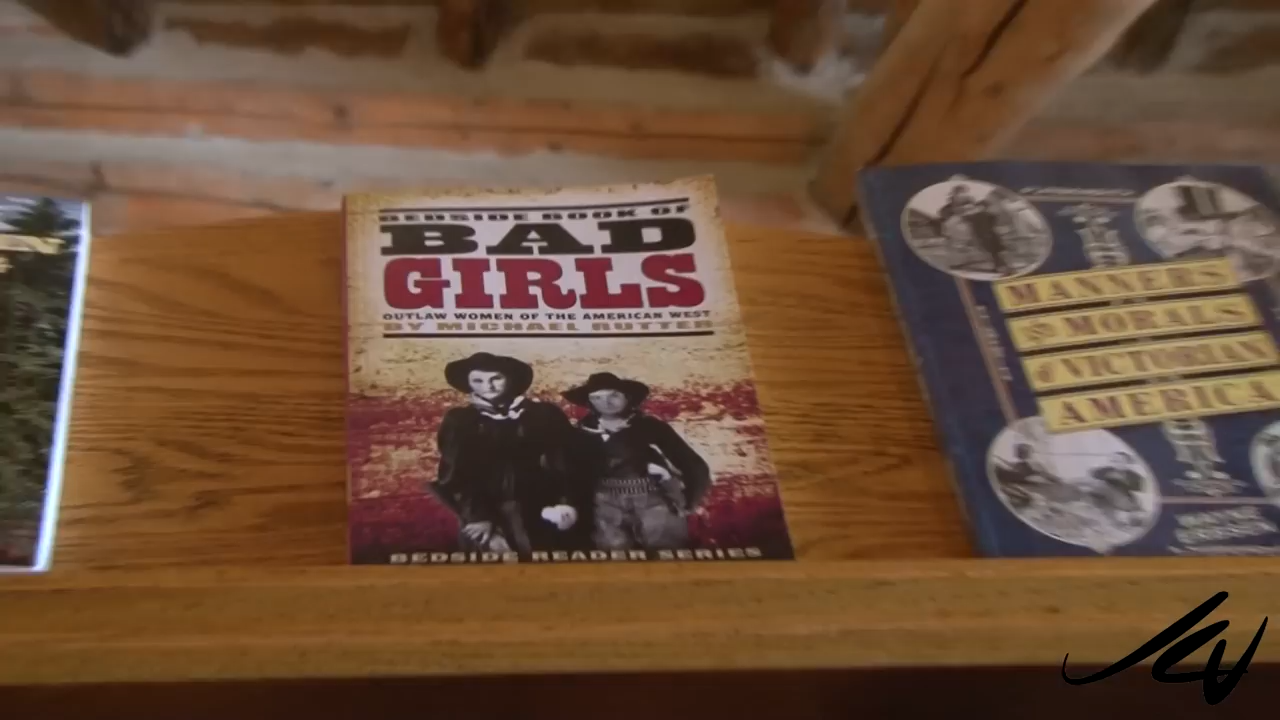 BEDSIDE BOOK OF
BAD
GIRLS
OUTLAW WOMEN OF THE AMERICAN WEST
BY MICHAEL RUTTER
BEDSIDE READER SERIES
MANNERS
& MORALS
of VICTORIAN
AMERICA